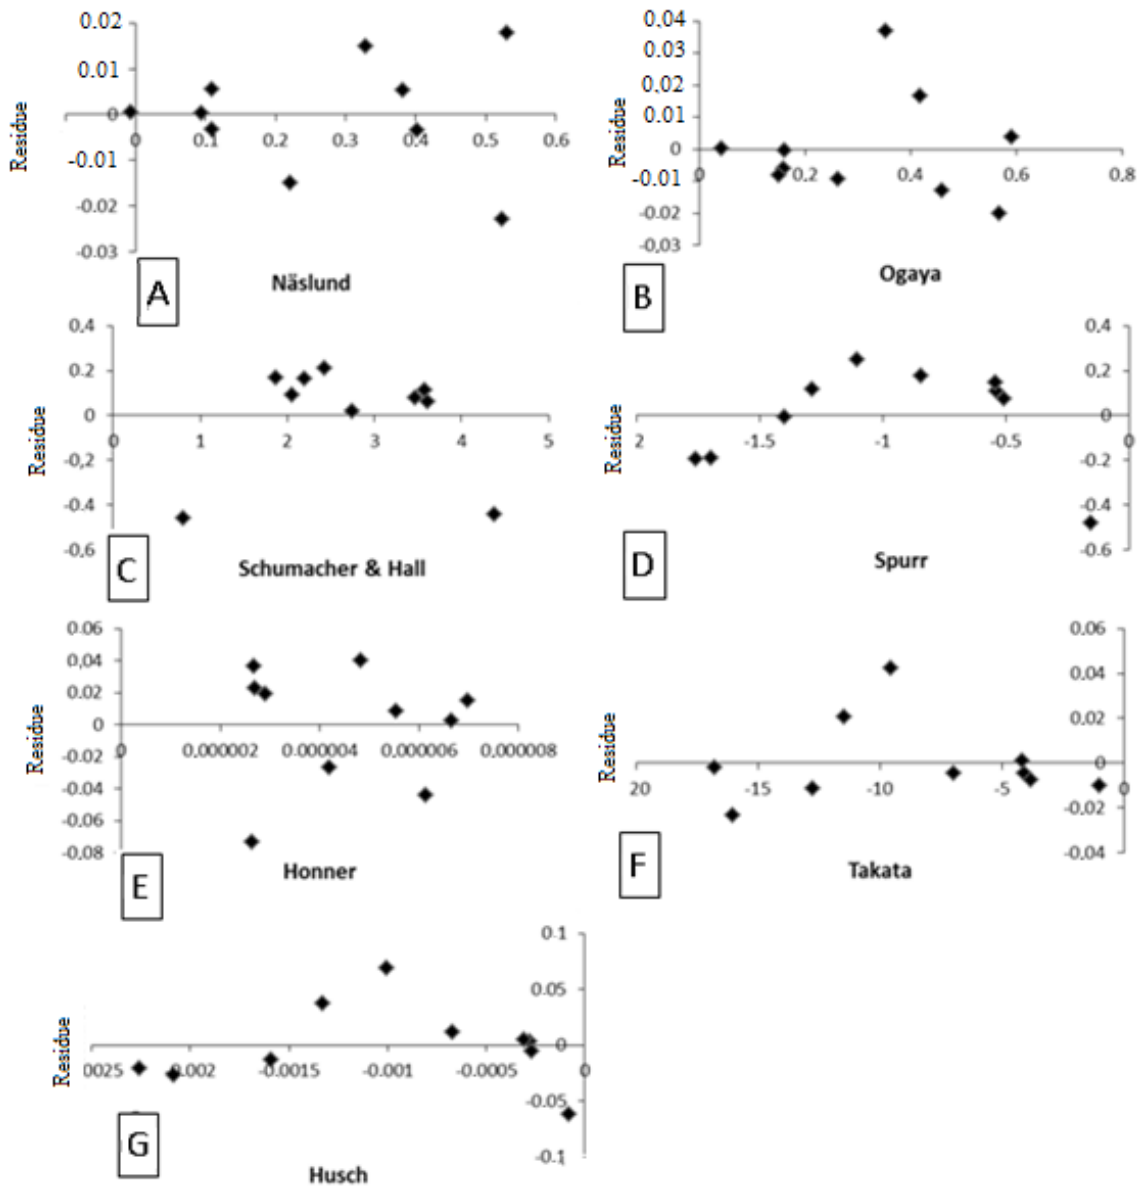 0.02
0.01
0
-0.01
-0.02
-0.03
0 0.1 0.2 0.3 0.4 0.5 0.6
Residue
A
Näslund
0.04
0.03
0.02
0.01
0
-0.01
-0.02
-0.03
0 0.2 0.4 0.6 0.8
Residue
B
Ogaya
0,4
0,2
0
-0,2
-0,4
-0,6
0 1 2 3 4 5
Residue
C
Schumacher & Hall
0,4
0,2
0
-0.2
-0.4
-0.6
2 -1.5 -1 -0.5 0
Residue
D
Spurr
0.06
0,04
0.02
0
-0.02
-0.04
-0.06
-0.08
0 0.000002 0.000004 0.000006 0.000008
Residue
E
Honner
0.06
0.04
0.02
0
-0.02
-0.04
20 -15 -10 -5 0
Residue
F
Takata
0.1
0.05
0
-0.05
-0.1
0025 0.002 -0.0015 -0.001 -0.0005 0
Residue
G
Husch